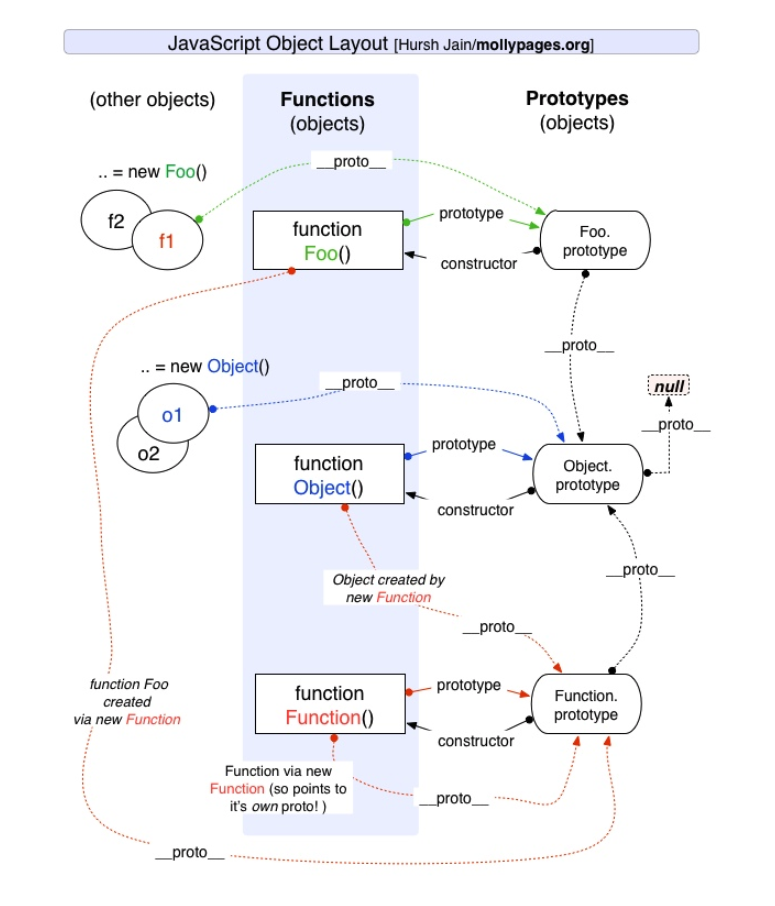 JavaScript Object Layout [Hursh Jain/mollypages.org]
(other objects)
Functions
(objects)
Prototypes
(objects)
.. = new Foo()
__proto__
f2
f1
function
Foo()
prototype
constructor
Foo.
prototype
__proto__
.. = new Object()
__proto__
null
__proto__
o1
o2
function
Object()
prototype
constructor
Object.
prototype
Object created by
new Function
__proto__
__proto__
function Foo
created
via new Function
function
Function()
prototype
constructor
Function.
prototype
Function via new
Function (so points to
it's own proto! )
__proto__
__proto__